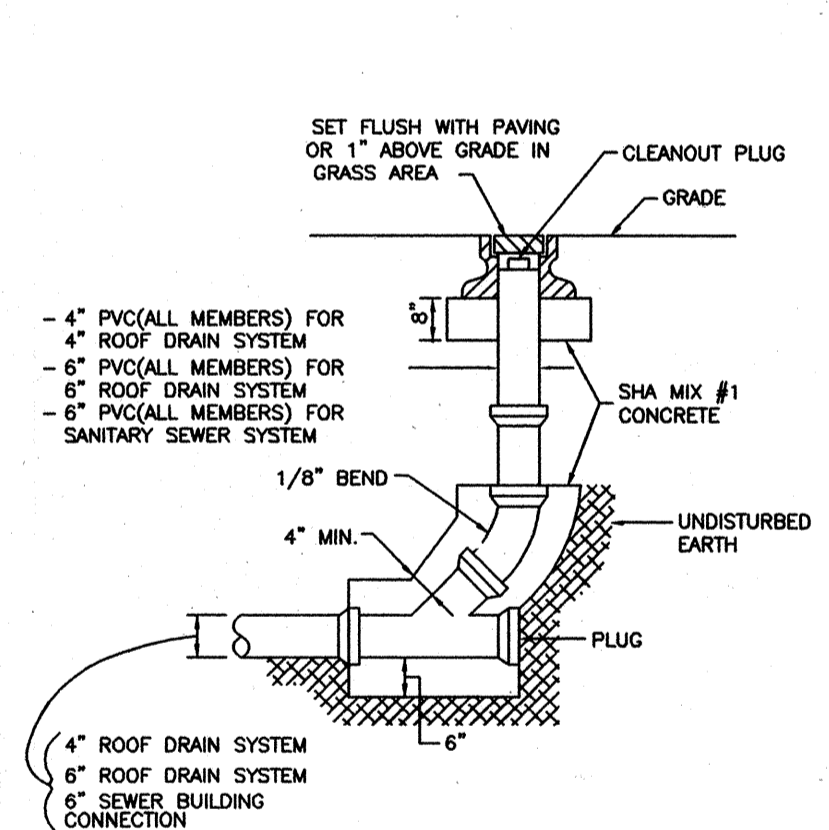 SET FLUSH WITH PAVING
OR 1" ABOVE GRADE IN
GRASS AREA
CLEANOUT PLUG
GRADE
8"
- 4" PVC(ALL MEMBERS) FOR
4" ROOF DRAIN SYSTEM
- 6" PVC(ALL MEMBERS) FOR
6" ROOF DRAIN SYSTEM
- 6" PVC(ALL MEMBERS) FOR
SANITARY SEWER SYSTEM
SHA MIX #1
CONCRETE
1/8" BEND
4" MIN.
UNDISTURBED
EARTH
PLUG
6"
4" ROOF DRAIN SYSTEM
6" ROOF DRAIN SYSTEM
6" SEWER BUILDING
CONNECTION